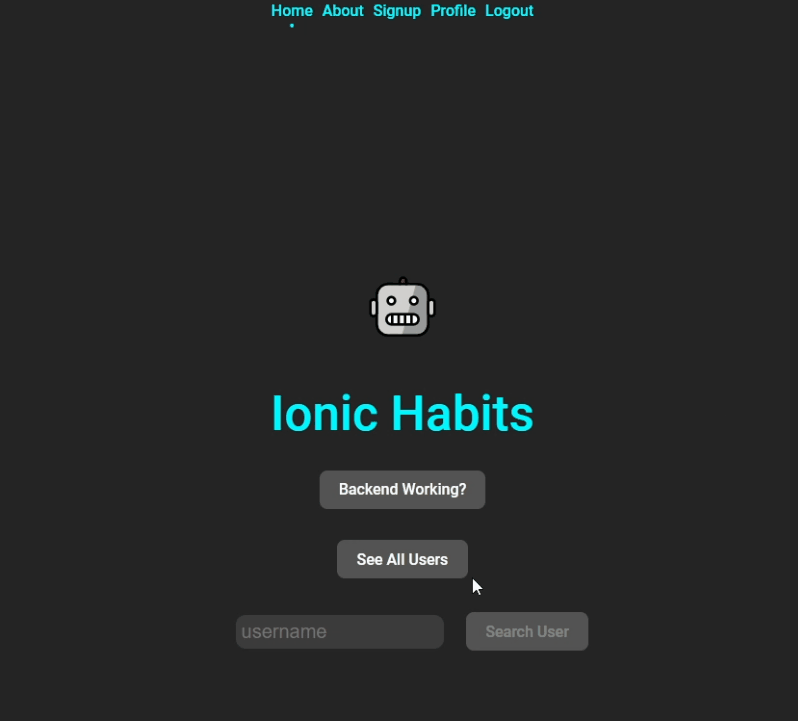 Home About Signup Profile Logout
Ionic Habits
Backend Working?
See All Users
username Search User